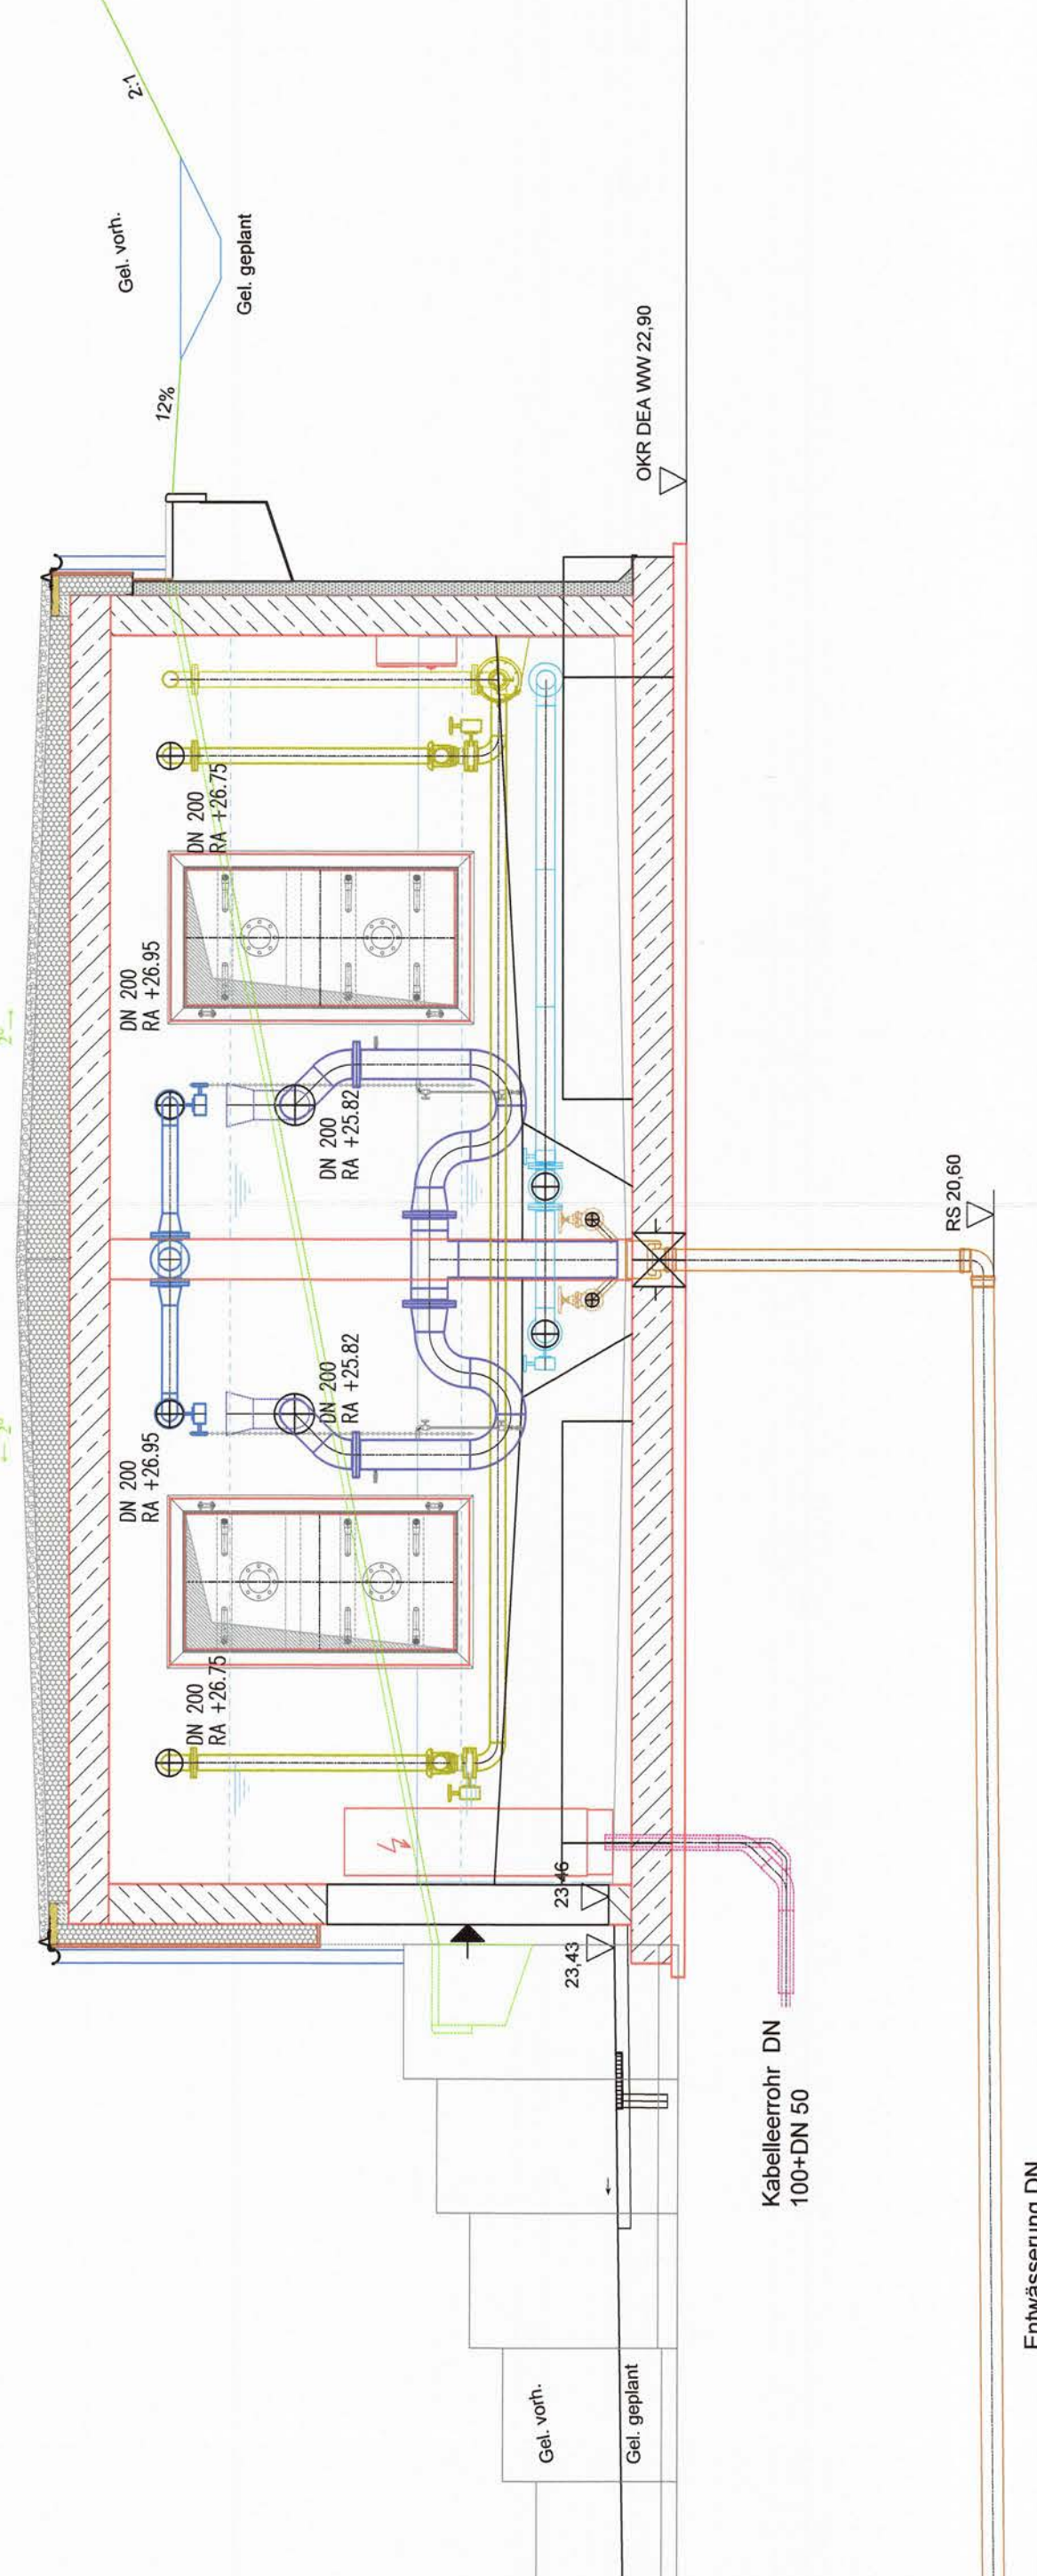 2:1
Gel. vorh.
Gel. geplant
12%
OKR DEA WW 22,90
DN 200
RA +26.75
DN 200
RA +26.95
DN 200
RA +25.82
RS 20,60
DN 200
RA +25.82
DN 200
RA +26.95
DN 200
RA +26.75
23,46
23,43
Kabelleerrohr DN
100+DN 50
Gel. vorh.
Gel. geplant
Entwässerung DN